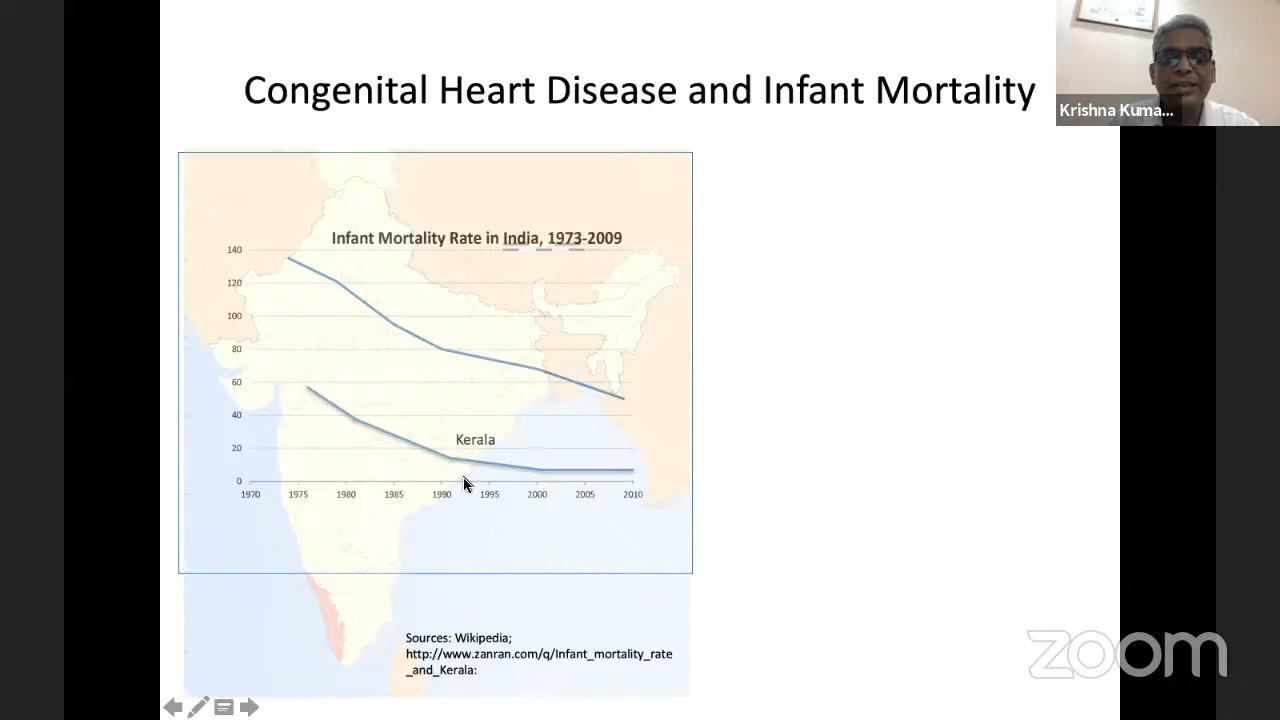 Congenital Heart Disease and Infant Mortality
Krishna Kuma...
Infant Mortality Rate in India, 1973-2009
140
120
100
80
60
40
20
0
Kerala
1970 1975 1980 1985 1990 1995 2000 2005 2010
Sources: Wikipedia;
http://www.zanran.com/q/Infant_mortality_rate
_and_Kerala:
zoom